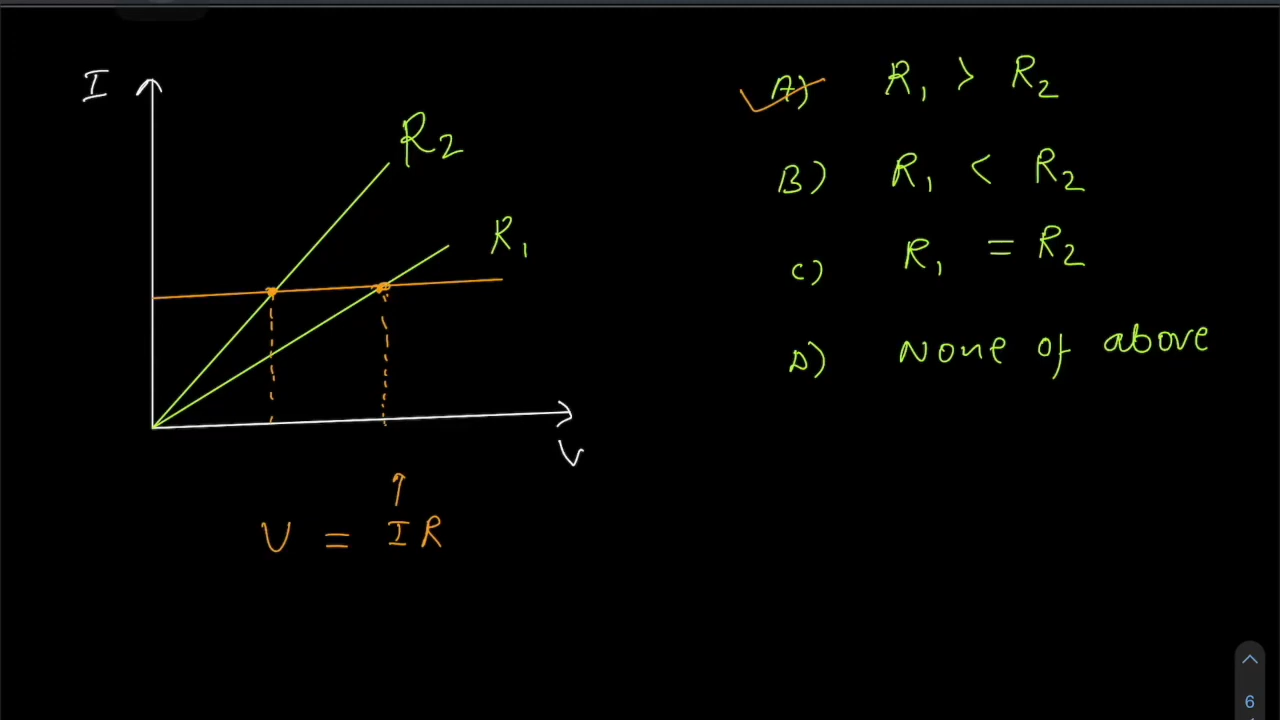 I
R2
R1
V
V = IR
A) R1 > R2
B) R1 < R2
C) R1 = R2
D) None of above
6